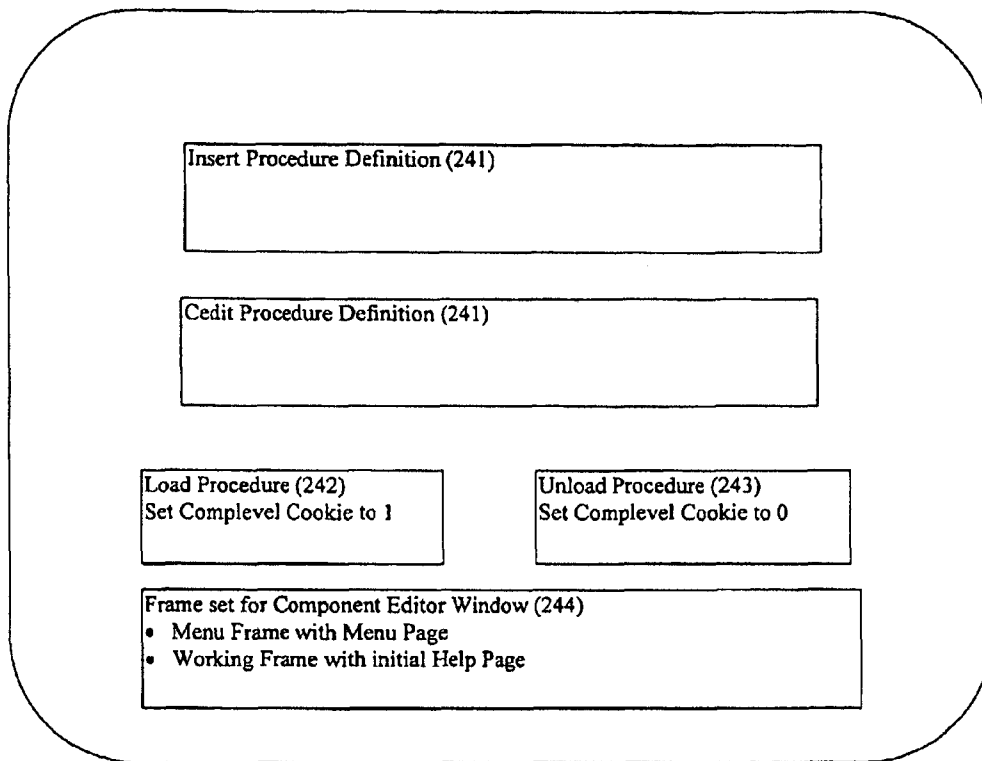 Insert Procedure Definition (241)
Cedit Procedure Definition (241)
Load Procedure (242)
Set Complevel Cookie to 1
Unload Procedure (243)
Set Complevel Cookie to 0
Frame set for Component Editor Window (244)
• Menu Frame with Menu Page
• Working Frame with initial Help Page